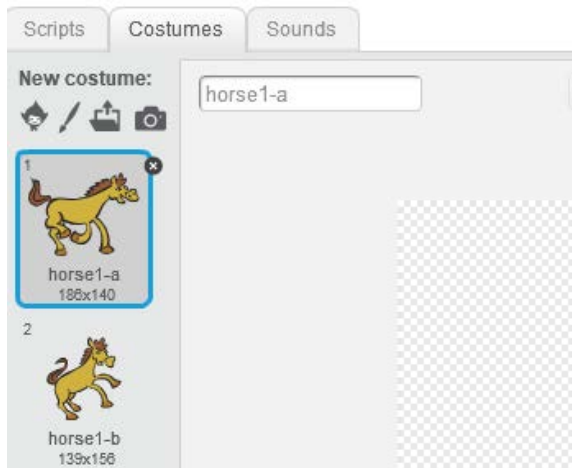 Scripts Costumes Sounds
New costume:
horse1-a
1
horse1-a
186x140
2
horse1-b
139x156